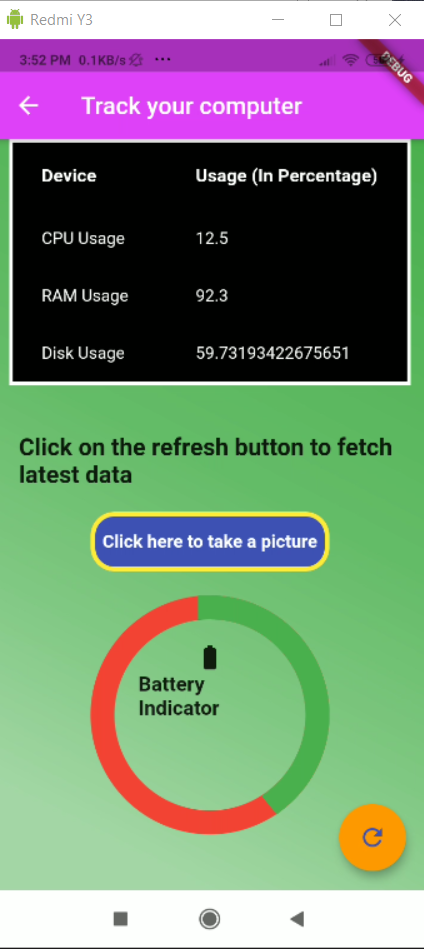 Redmi Y3
3:52 PM 0.1KB/s
DEBUG
Track your computer
Device Usage (In Percentage)
CPU Usage 12.5
RAM Usage 92.3
Disk Usage 59.73193422675651
Click on the refresh button to fetch
latest data
Click here to take a picture
Battery
Indicator